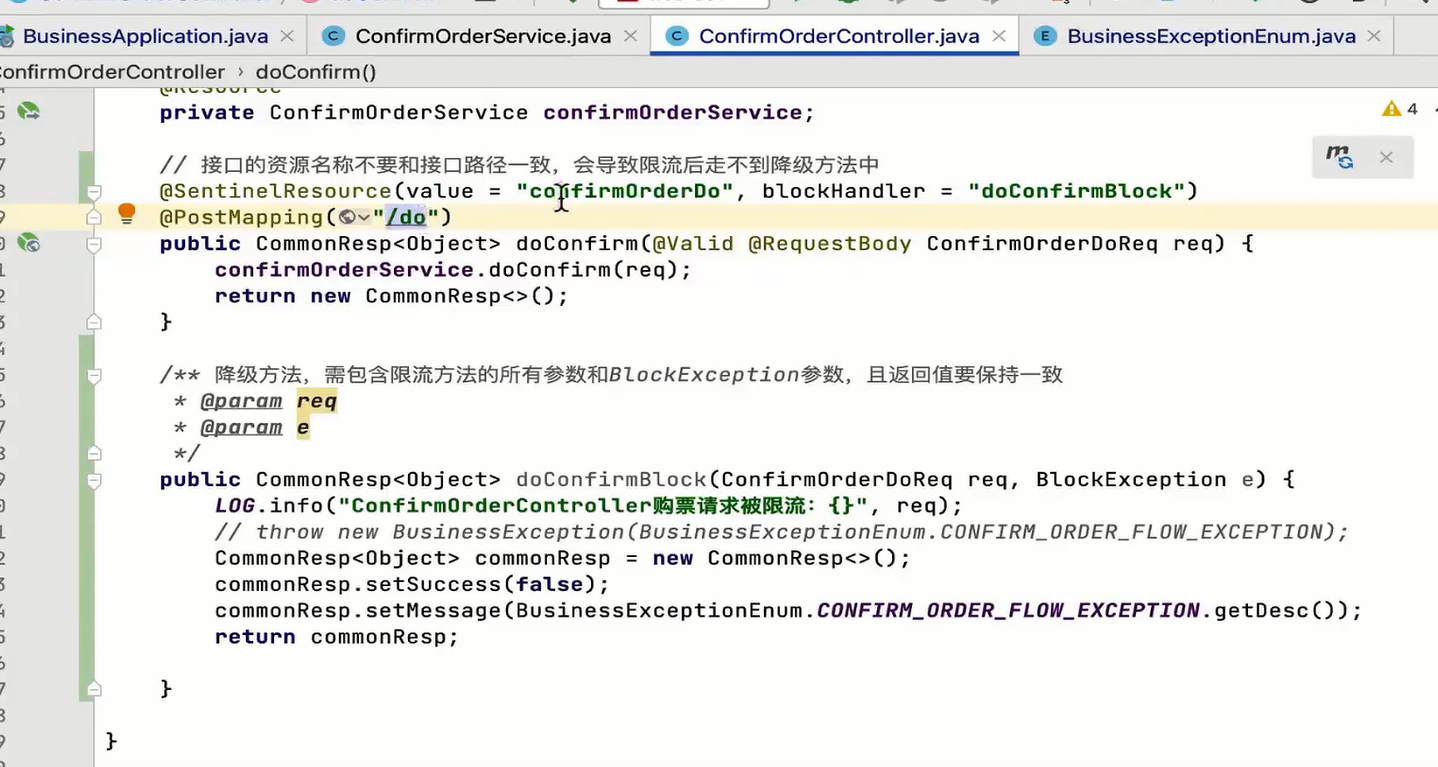 BusinessApplication.java
ConfirmOrderService.java
ConfirmOrderController.java
BusinessExceptionEnum.java
ConfirmOrderController › doConfirm()
@Resource
private ConfirmOrderService confirmOrderService;
4
// 接口的资源名称不要和接口路径一致，会导致限流后走不到降级方法中
@SentinelResource(value = "confirmOrderDo", blockHandler = "doConfirmBlock")
@PostMapping("/do")
public CommonResp<Object> doConfirm(@Valid @RequestBody ConfirmOrderDoReq req) {
confirmOrderService.doConfirm(req);
return new CommonResp<>();
}
/** 降级方法，需包含限流方法的所有参数和BlockException参数，且返回值要保持一致
* @param req
* @param e
*/
public CommonResp<Object> doConfirmBlock(ConfirmOrderDoReq req, BlockException e) {
LOG.info("ConfirmOrderController购票请求被限流：{}", req);
// throw new BusinessException(BusinessExceptionEnum.CONFIRM_ORDER_FLOW_EXCEPTION);
CommonResp<Object> commonResp = new CommonResp<>();
commonResp.setSuccess(false);
commonResp.setMessage(BusinessExceptionEnum.CONFIRM_ORDER_FLOW_EXCEPTION.getDesc());
return commonResp;
}
}